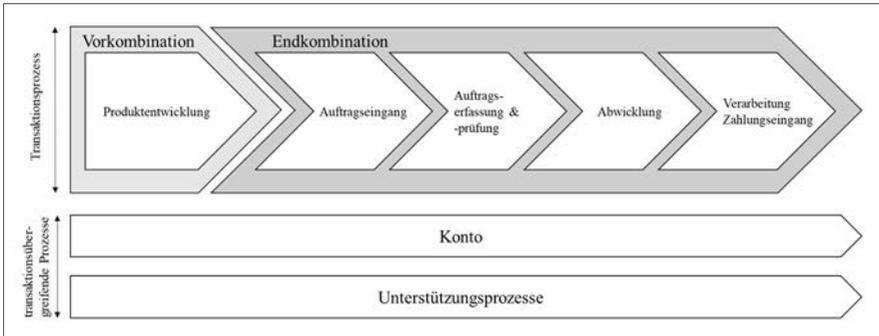 Transaktionsprozess
Vorkombination
Produktentwicklung
Endkombination
Auftragseingang
Auftrags-
erfassung &
-prüfung
Abwicklung
Verarbeitung
Zahlungseingang
transaktionsüber-
greifende Prozesse
Konto
Unterstützungsprozesse